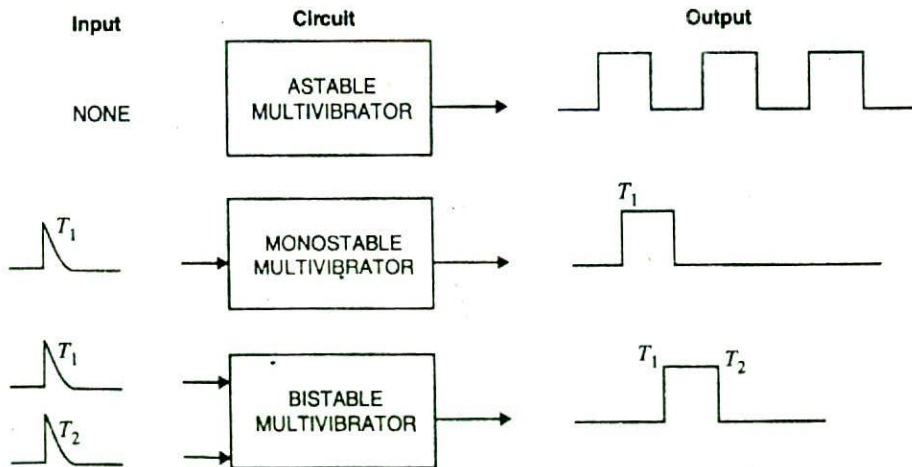 Input Circuit Output
NONE
ASTABLE
MULTIVIBRATOR
T1
MONOSTABLE
MULTIVIBRATOR
T1
T1
T2
BISTABLE
MULTIVIBRATOR
T1 T2